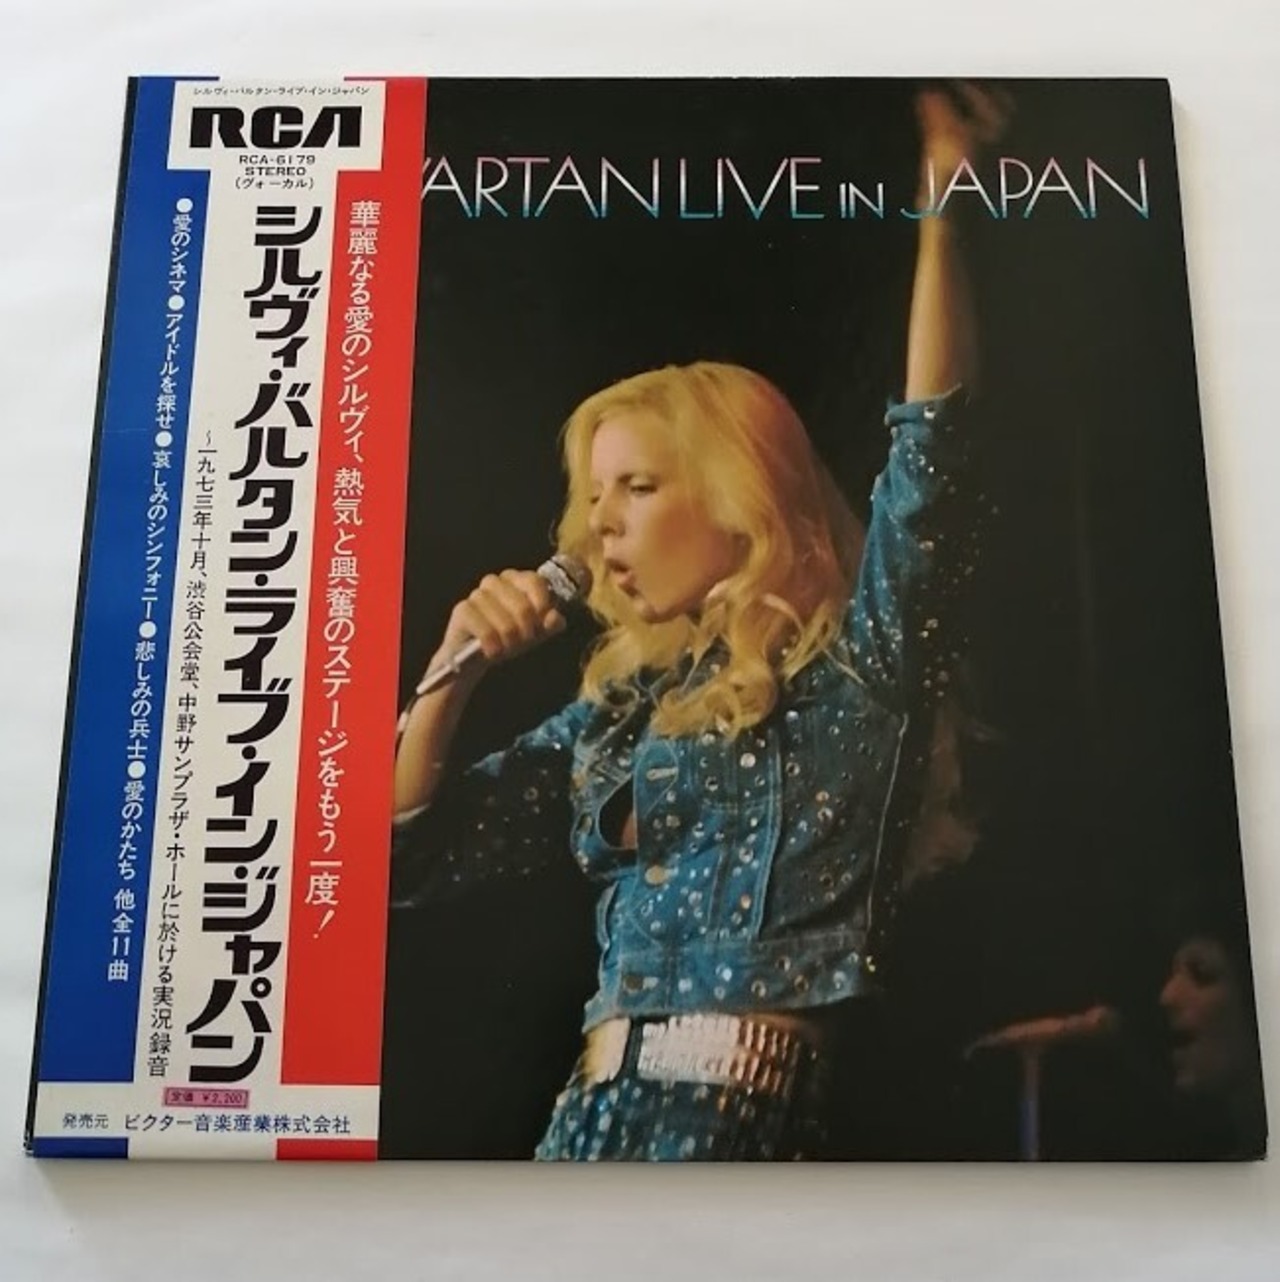 シルヴィ・バルタン・ライブ・イン・ジャパン
RCA
RCA-6179
STEREO
(ヴォーカル)
VARTAN LIVE IN JAPAN
華麗なる愛のシルヴィ、熱気と興奮のステージをもう一度!
シルヴィ・バルタン・ライブ・イン・ジャパン
～一九七三年十月、渋谷公会堂、中野サンプラザ・ホールに於ける実況録音
●愛のシネマ●アイドルを探せ●哀しみのシンフォニー●悲しみの兵士●愛のかたち 他全11曲
定価 ¥2,200
発売元 ビクター音楽産業株式会社